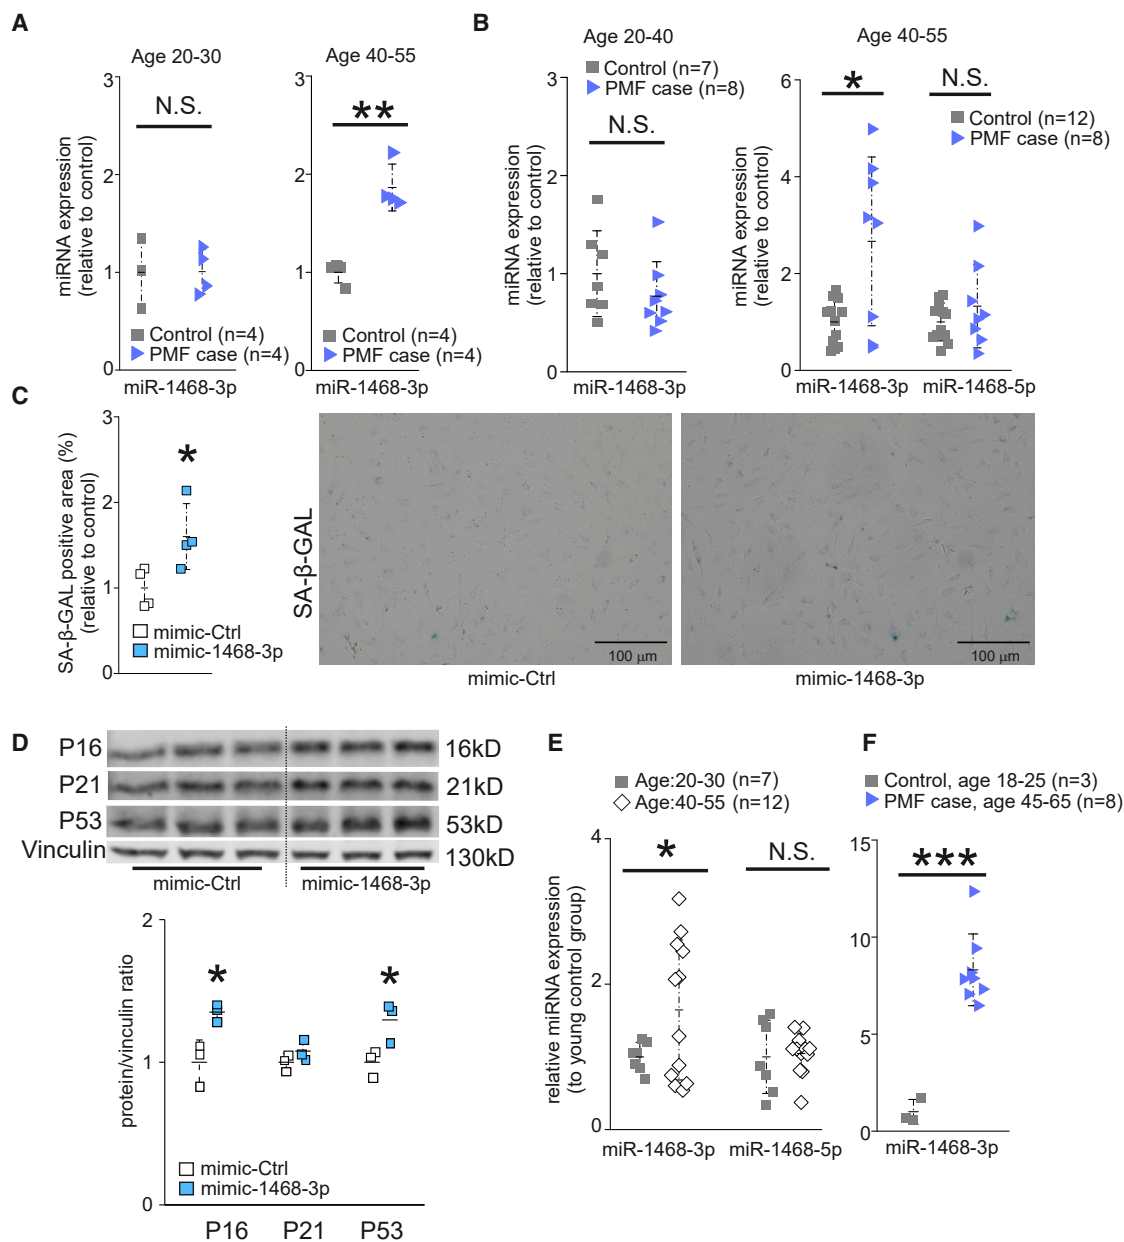 A
Age 20-30
miRNA expression
(relative to control)
3
2
1
0
N.S.
Control (n=4)
PMF case (n=4)
miR-1468-3p
Age 40-55
3
2
1
0
**
Control (n=4)
PMF case (n=4)
miR-1468-3p
B
Age 20-40
Control (n=7)
PMF case (n=8)
miRNA expression
(relative to control)
3
2
1
0
N.S.
miR-1468-3p
Age 40-55
miRNA expression
(relative to control)
6
4
2
0
*
N.S.
Control (n=12)
PMF case (n=8)
miR-1468-3p
miR-1468-5p
C
SA-β-GAL positive area (%)
(relative to control)
3
2
1
0
*
mimic-Ctrl
mimic-1468-3p
SA-β-GAL
100 μm
mimic-Ctrl
100 μm
mimic-1468-3p
D
P16
16kD
P21
21kD
P53
53kD
Vinculin
130kD
mimic-Ctrl
mimic-1468-3p
protein/vinculin ratio
2
1
0
*
*
mimic-Ctrl
mimic-1468-3p
P16
P21
P53
E
Age:20-30 (n=7)
Age:40-55 (n=12)
relative miRNA expression
(to young control group)
4
2
0
*
N.S.
miR-1468-3p
miR-1468-5p
F
Control, age 18-25 (n=3)
PMF case, age 45-65 (n=8)
15
10
5
0
***
miR-1468-3p